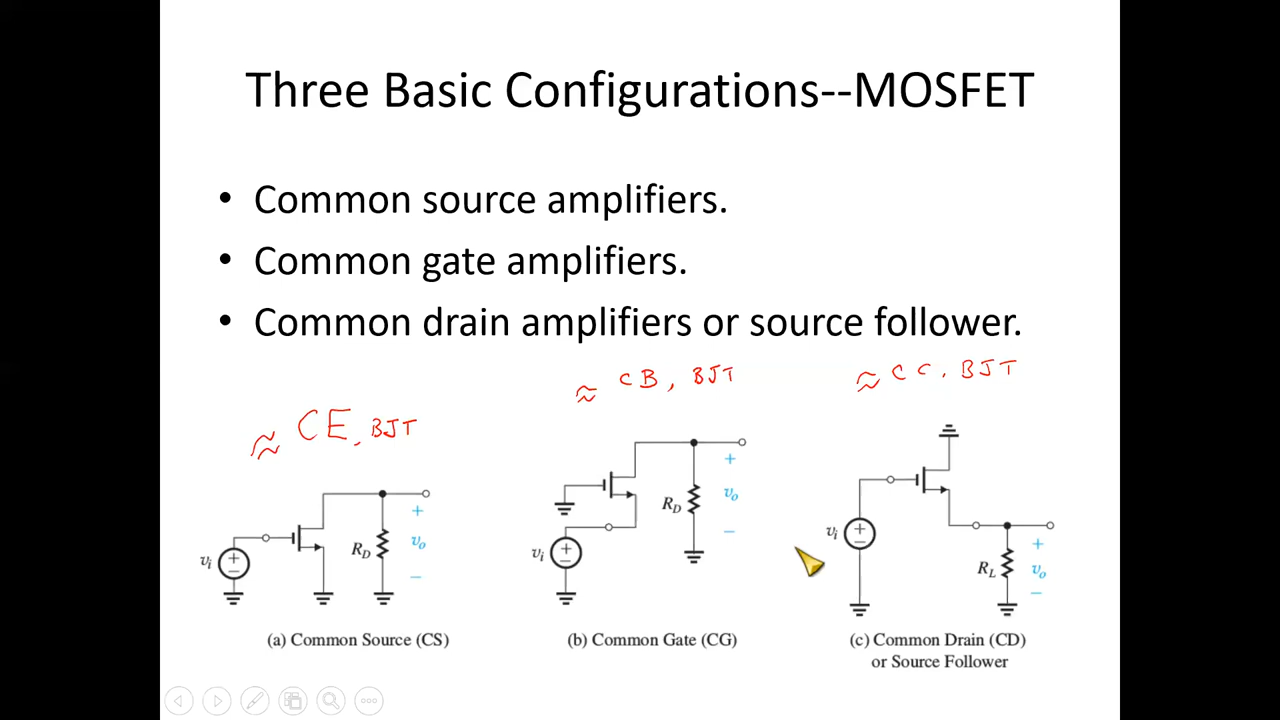 Three Basic Configurations--MOSFET
• Common source amplifiers.
• Common gate amplifiers.
• Common drain amplifiers or source follower.
≈ CE, BJT
≈ CB, BJT
≈ CC, BJT
vi
RD
+
vo
−
(a) Common Source (CS)
vi
RD
+
vo
−
(b) Common Gate (CG)
vi
RL
+
vo
−
(c) Common Drain (CD)
or Source Follower